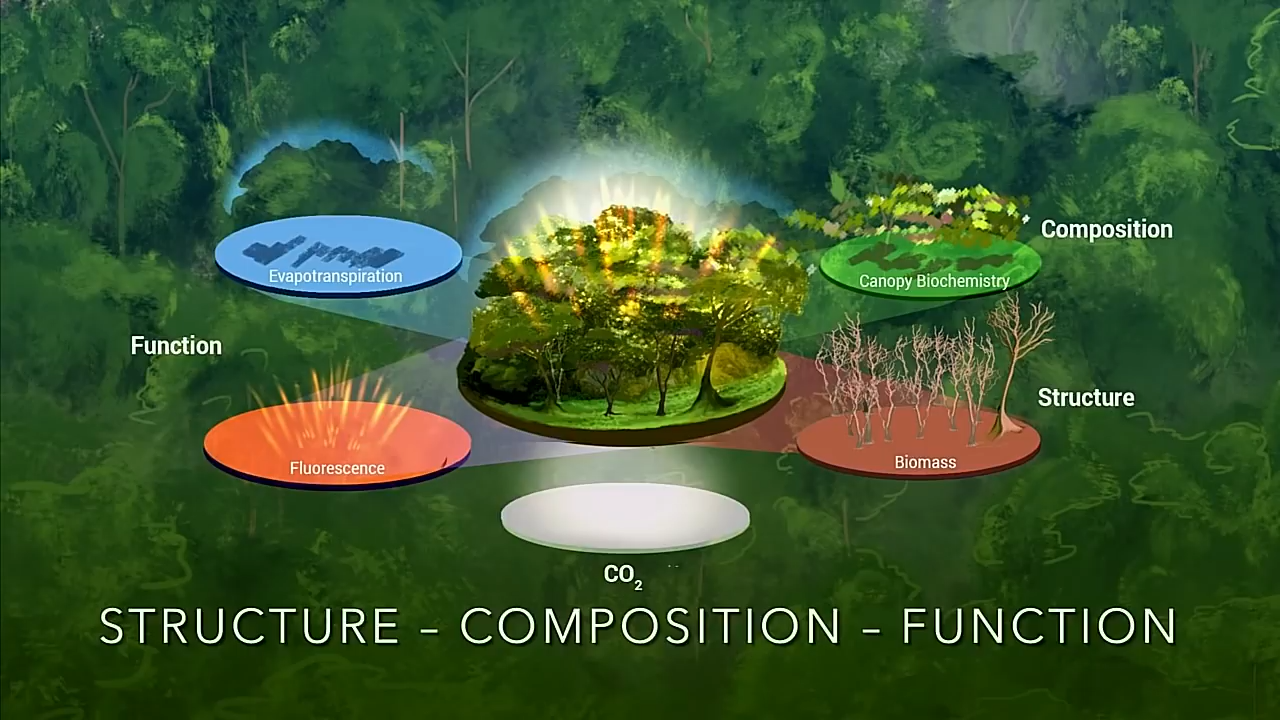 Composition
Evapotranspiration
Canopy Biochemistry
Function
Structure
Fluorescence
Biomass
CO₂
STRUCTURE – COMPOSITION – FUNCTION